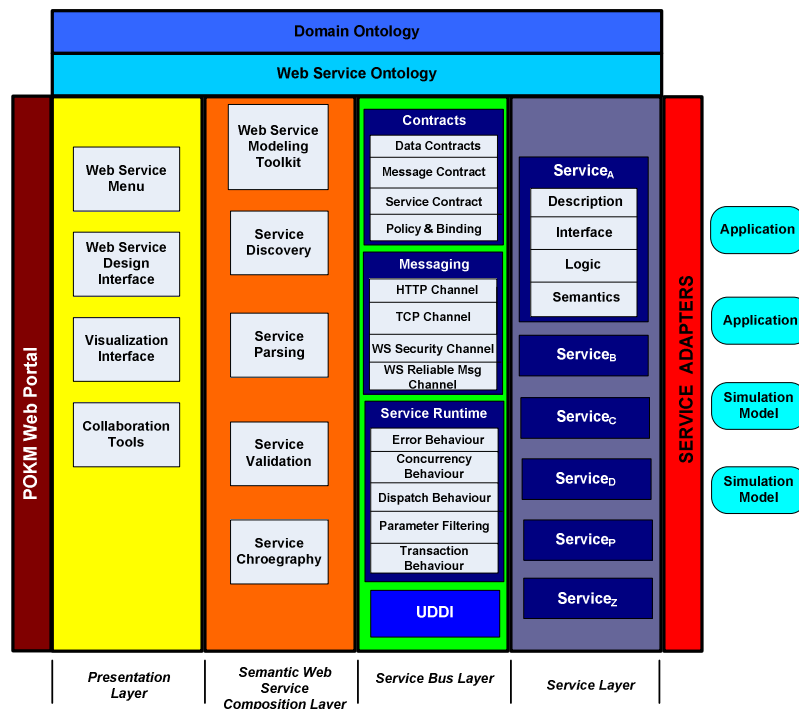 Domain Ontology
Web Service Ontology
POKM Web Portal
Web Service
Menu
Web Service
Design
Interface
Visualization
Interface
Collaboration
Tools
Web Service
Modeling
Toolkit
Service
Discovery
Service
Parsing
Service
Validation
Service
Chroegraphy
Contracts
Data Contracts
Message Contract
Service Contract
Policy & Binding
Messaging
HTTP Channel
TCP Channel
WS Security Channel
WS Reliable Msg
Channel
Service Runtime
Error Behaviour
Concurrency
Behaviour
Dispatch Behaviour
Parameter Filtering
Transaction
Behaviour
UDDI
ServiceA
Description
Interface
Logic
Semantics
ServiceB
ServiceC
ServiceD
ServiceP
ServiceZ
SERVICE ADAPTERS
Application
Application
Simulation
Model
Simulation
Model
Presentation
Layer
Semantic Web
Service
Composition Layer
Service Bus Layer
Service Layer